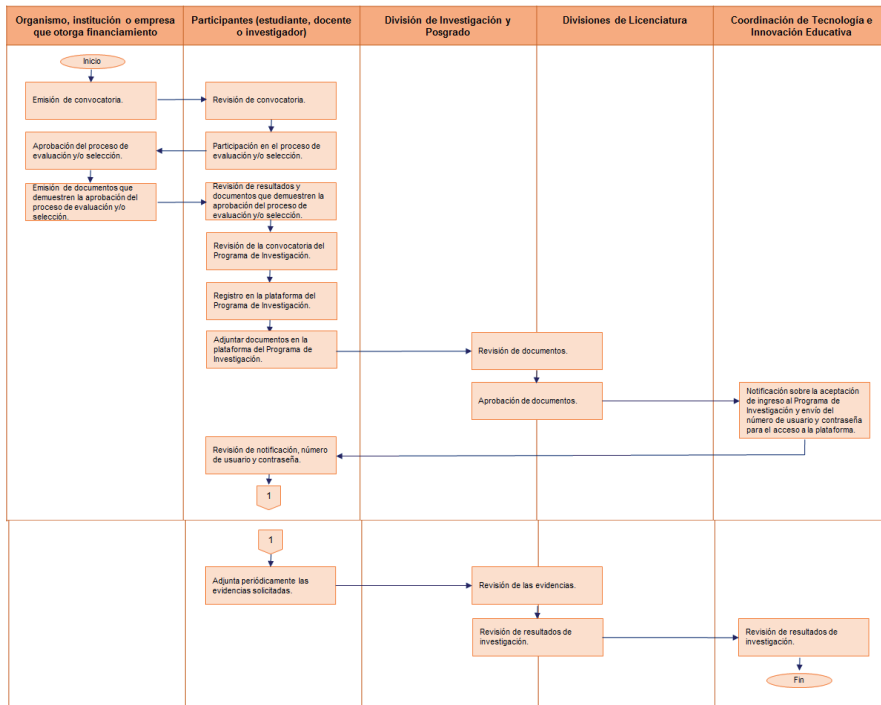 Organismo, institución o empresa
que otorga financiamiento
Participantes (estudiante, docente
o investigador)
División de Investigación y
Posgrado
Divisiones de Licenciatura
Coordinación de Tecnología e
Innovación Educativa
Inicio
Emisión de convocatoria.
Revisión de convocatoria.
Aprobación del proceso de
evaluación y/o selección.
Participación en el proceso de
evaluación y/o selección.
Emisión de documentos que
demuestren la aprobación del
proceso de evaluación y/o
selección.
Revisión de resultados y
documentos que demuestren la
aprobación del proceso de
evaluación y/o selección.
Revisión de la convocatoria del
Programa de Investigación.
Registro en la plataforma del
Programa de Investigación.
Adjuntar documentos en la
plataforma del Programa de
Investigación.
Revisión de documentos.
Aprobación de documentos.
Notificación sobre la aceptación
de ingreso al Programa de
Investigación y envío del
número de usuario y contraseña
para el acceso a la plataforma.
Revisión de notificación, número
de usuario y contraseña.
1
1
Adjunta periódicamente las
evidencias solicitadas.
Revisión de las evidencias.
Revisión de resultados de
investigación.
Revisión de resultados de
investigación.
Fin